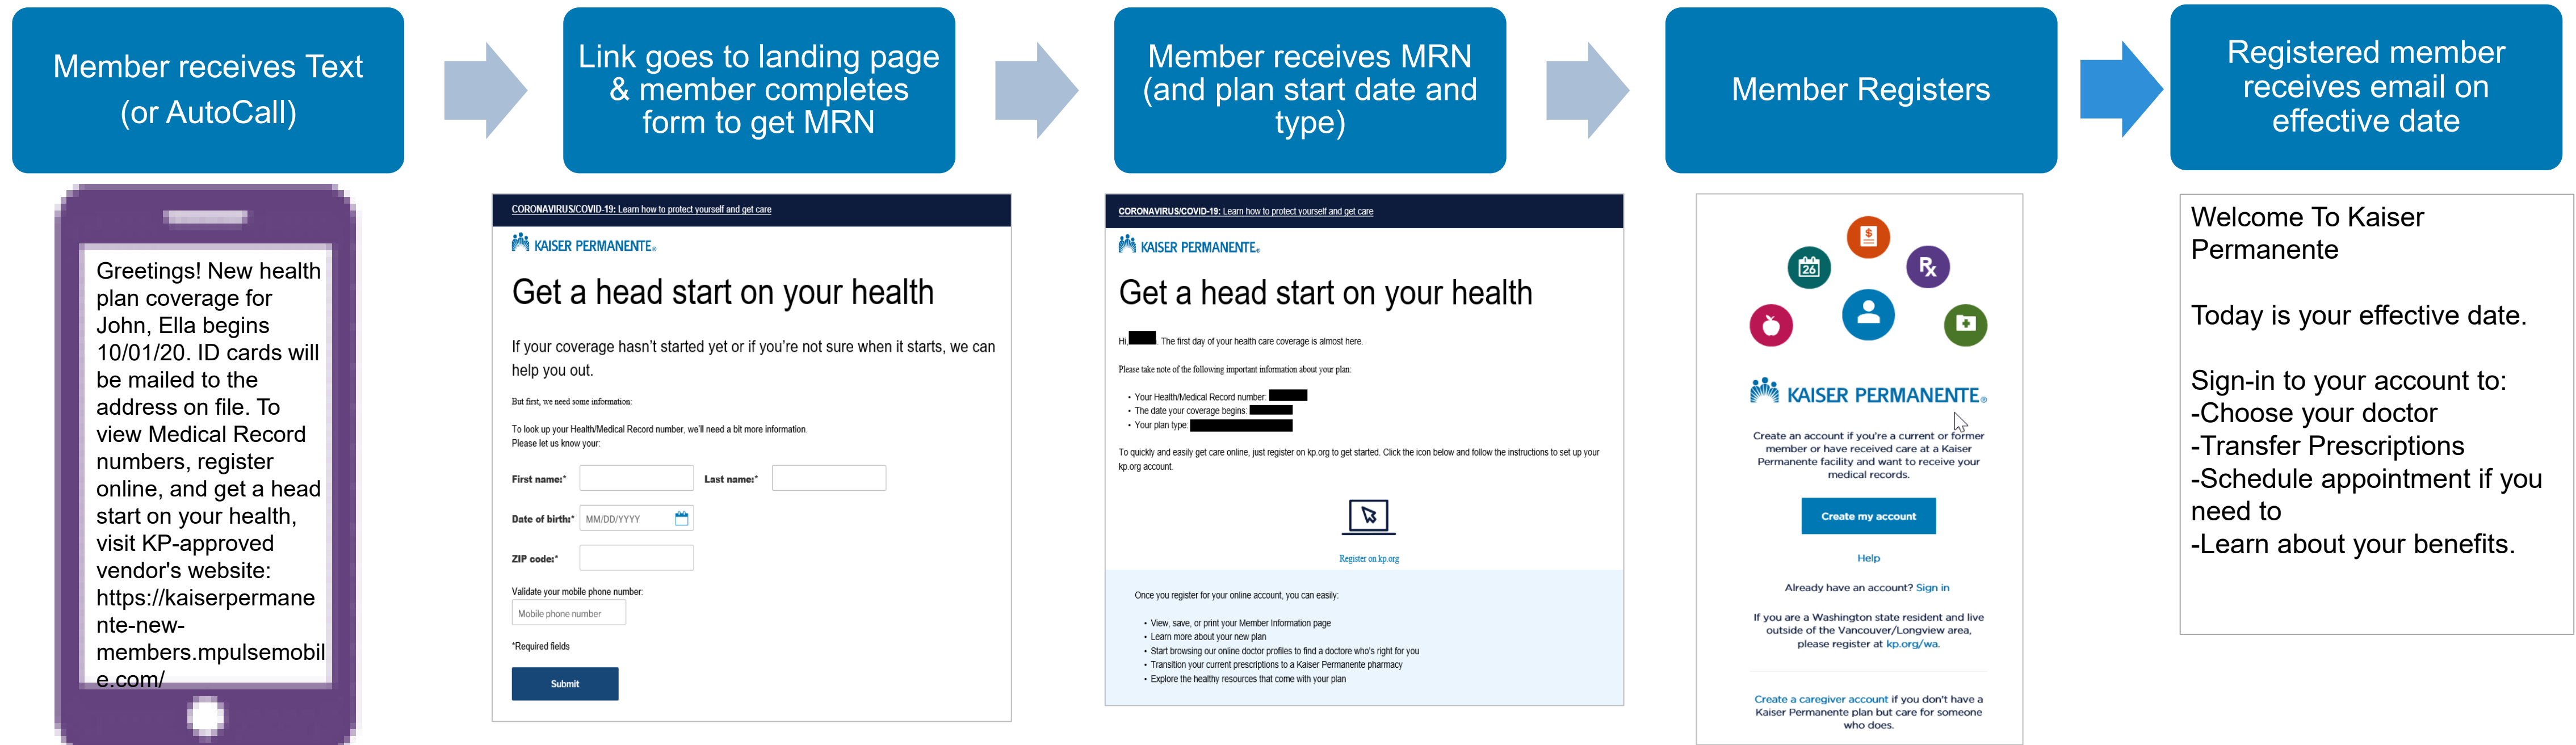 Member receives Text
(or AutoCall)
Link goes to landing page
& member completes
form to get MRN
Member receives MRN
(and plan start date and
type)
Member Registers
Registered member
receives email on
effective date
Greetings! New health
plan coverage for
John, Ella begins
10/01/20. ID cards will
be mailed to the
address on file. To
view Medical Record
numbers, register
online, and get a head
start on your health,
visit KP-approved
vendor's website:
https://kaiserpermane
nte-new-
members.mpulsemobil
e.com/
CORONAVIRUS/COVID-19: Learn how to protect yourself and get care
KAISER PERMANENTE®
Get a head start on your health
If your coverage hasn't started yet or if you're not sure when it starts, we can
help you out.
But first, we need some information:
To look up your Health/Medical Record number, we'll need a bit more information.
Please let us know your:
First name:* Last name:*
Date of birth:* MM/DD/YYYY
ZIP code:*
Validate your mobile phone number:
Mobile phone number
*Required fields
Submit
CORONAVIRUS/COVID-19: Learn how to protect yourself and get care
KAISER PERMANENTE®
Get a head start on your health
Hi, . The first day of your health care coverage is almost here.
Please take note of the following important information about your plan:
• Your Health/Medical Record number:
• The date your coverage begins:
• Your plan type:
To quickly and easily get care online, just register on kp.org to get started. Click the icon below and follow the instructions to set up your
kp.org account.
Register on kp.org
Once you register for your online account, you can easily:
• View, save, or print your Member Information page
• Learn more about your new plan
• Start browsing our online doctor profiles to find a doctore who's right for you
• Transition your current prescriptions to a Kaiser Permanente pharmacy
• Explore the healthy resources that come with your plan
$
26
Rx
KAISER PERMANENTE®
Create an account if you're a current or former
member or have received care at a Kaiser
Permanente facility and want to receive your
medical records.
Create my account
Help
Already have an account? Sign in
If you are a Washington state resident and live
outside of the Vancouver/Longview area,
please register at kp.org/wa.
Create a caregiver account if you don't have a
Kaiser Permanente plan but care for someone
who does.
Welcome To Kaiser
Permanente
Today is your effective date.
Sign-in to your account to:
-Choose your doctor
-Transfer Prescriptions
-Schedule appointment if you
need to
-Learn about your benefits.